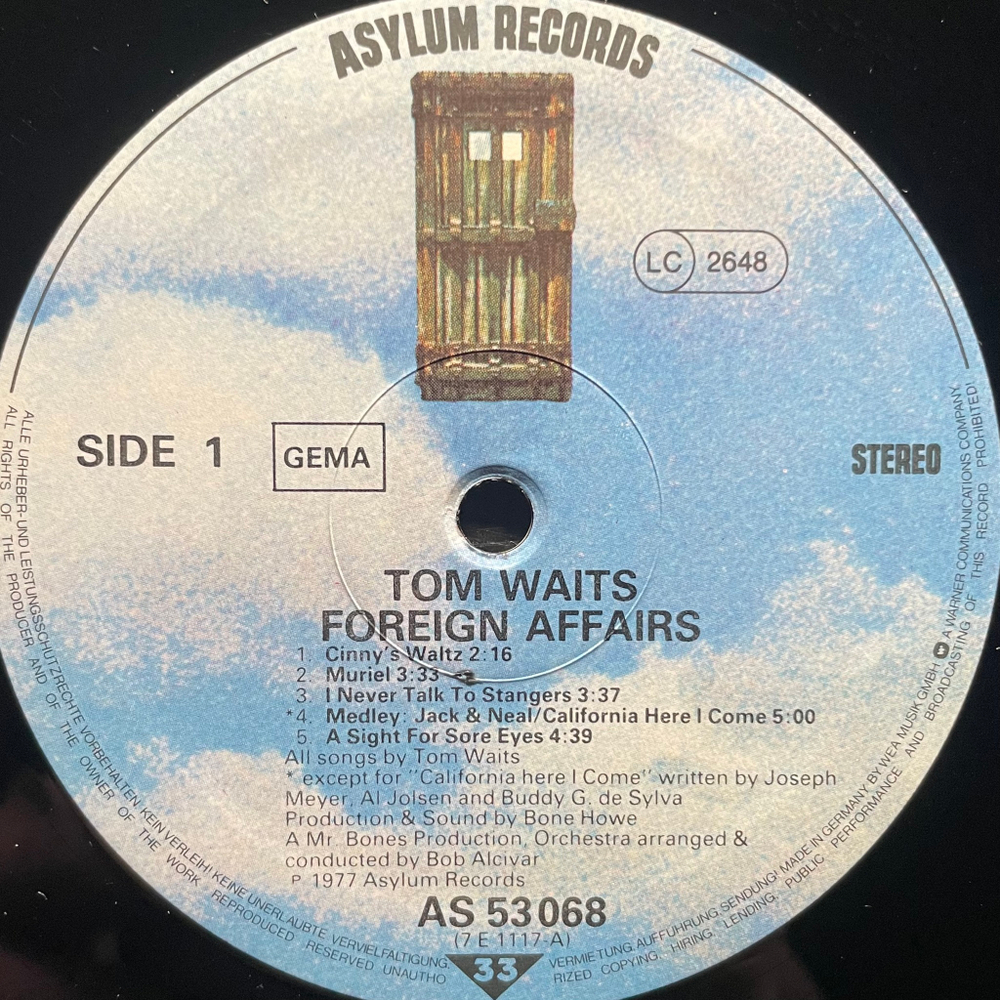 ASYLUM RECORDS
LC 2648
SIDE 1
GEMA
STEREO
TOM WAITS
FOREIGN AFFAIRS
1. Cinny's Waltz 2:16
2. Muriel 3:33
3. I Never Talk To Stangers 3:37
*4. Medley: Jack & Neal/California Here I Come 5:00
5. A Sight For Sore Eyes 4:39
All songs by Tom Waits
* except for "California here I Come" written by Joseph
Meyer, Al Jolsen and Buddy G. de Sylva
Production & Sound by Bone Howe
A Mr. Bones Production, Orchestra arranged &
conducted by Bob Alcivar
P 1977 Asylum Records
AS 53 068
(7 E 1117-A)
33
ALLE URHEBER- UND LEISTUNGSSCHUTZRECHTE VORBEHALTEN KEIN VERLEIH! KEINE UNERLAUBTE VERVIELFÄLTIGUNG, VERMIETUNG, AUFFÜHRUNG, SENDUNG! MADE IN GERMANY BY WEA MUSIK GMBH A WARNER COMMUNICATIONS COMPANY.
ALL RIGHTS OF THE PRODUCER AND OF THE OWNER OF THE WORK REPRODUCED RESERVED UNAUTHORIZED COPYING, HIRING, LENDING, PUBLIC PERFORMANCE AND BROADCASTING OF THIS RECORD PROHIBITED!